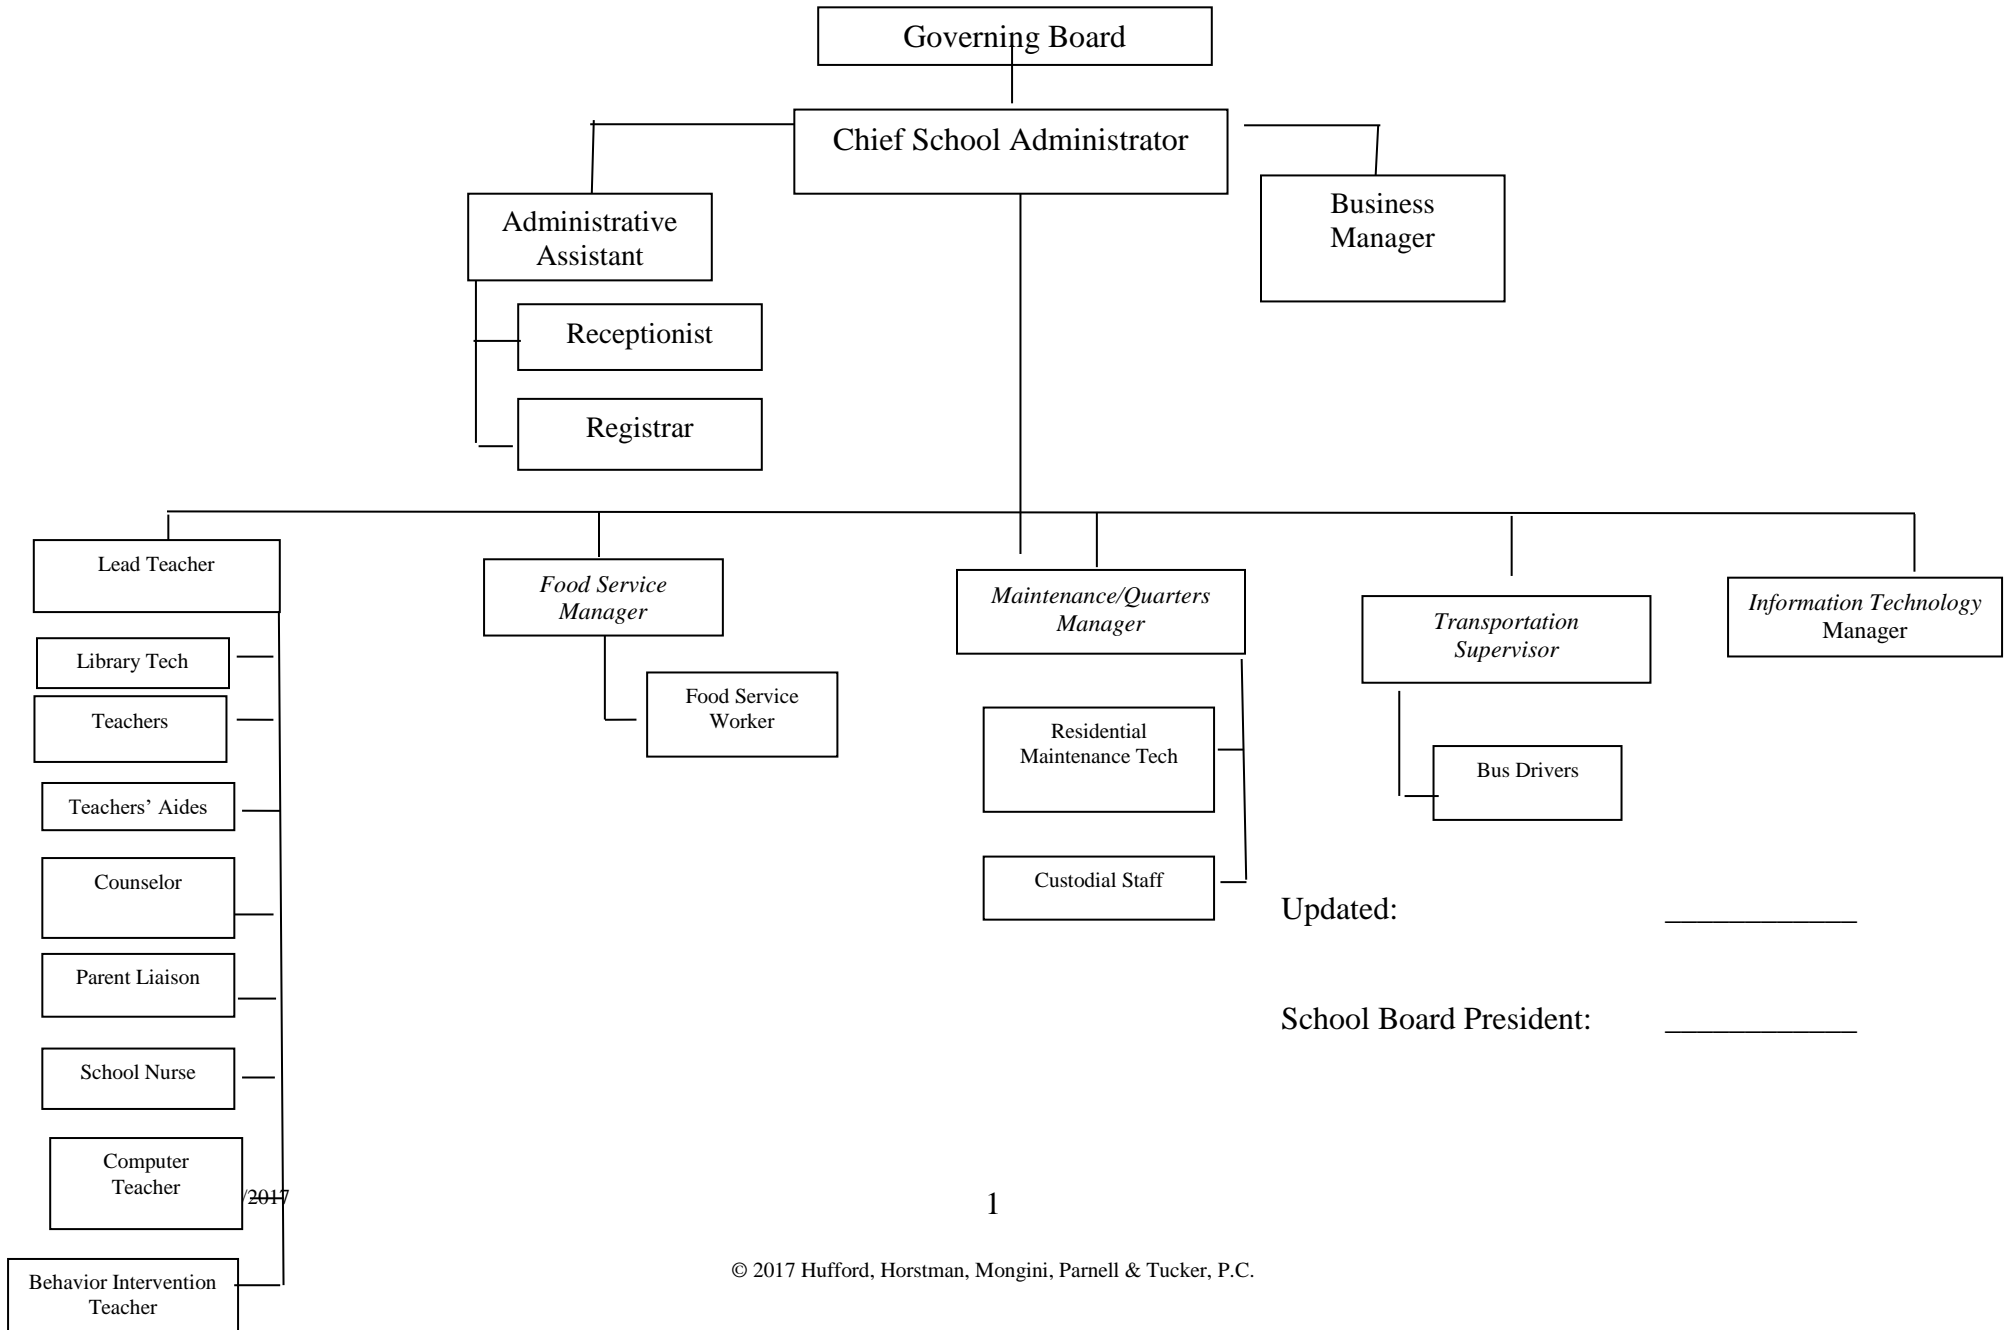 Governing Board
Chief School Administrator
Administrative
Assistant
Business
Manager
Receptionist
Registrar
Lead Teacher
Library Tech
Teachers
Teachers’ Aides
Counselor
Parent Liaison
School Nurse
Computer
Teacher
Behavior Intervention
Teacher
Food Service
Manager
Food Service
Worker
Maintenance/Quarters
Manager
Residential
Maintenance Tech
Custodial Staff
Transportation
Supervisor
Bus Drivers
Information Technology
Manager
Updated: ____________
School Board President: ____________
/2017
1
© 2017 Hufford, Horstman, Mongini, Parnell & Tucker, P.C.